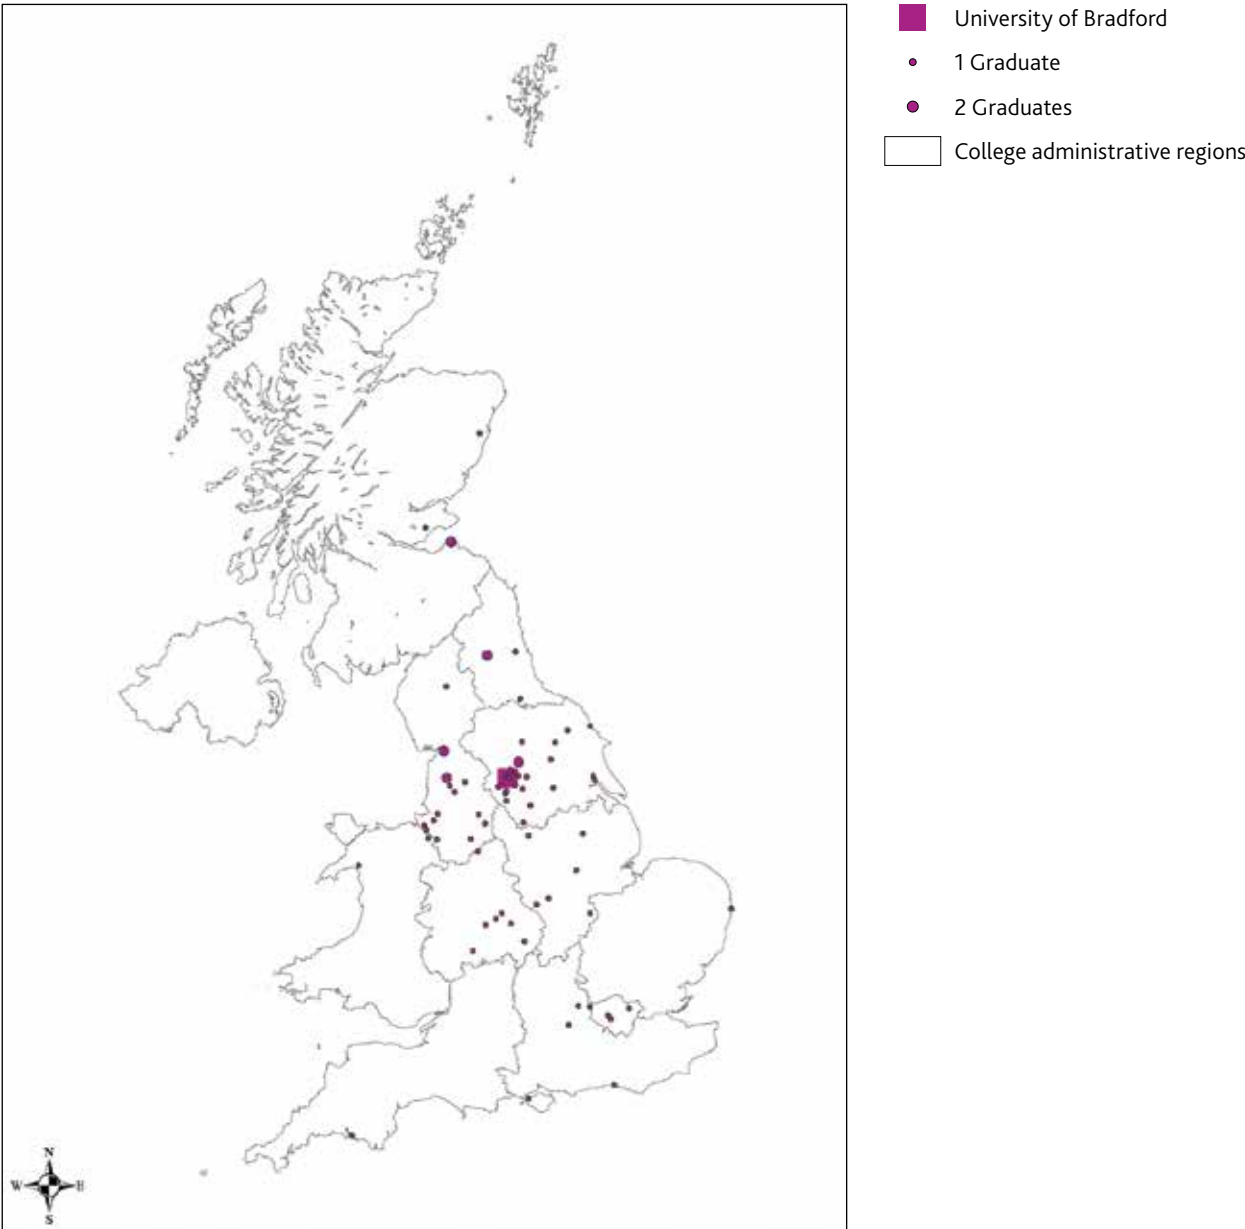 University of Bradford
1 Graduate
2 Graduates
College administrative regions
N
W E
S